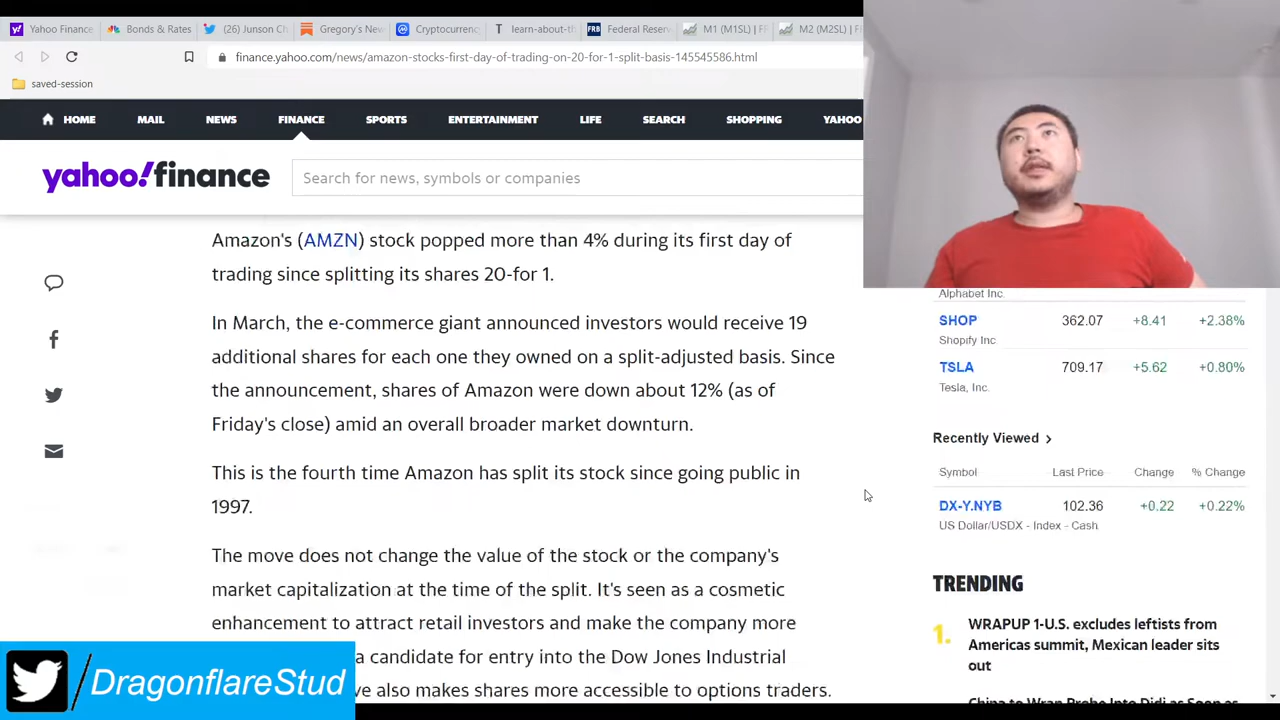 Yahoo Finance
Bonds & Rates
(26) Junson Ch
Gregory's New
Cryptocurrency
learn-about-th
Federal Reserv
M1 (M1SL) | F
M2 (M2SL) | F
finance.yahoo.com/news/amazon-stocks-first-day-of-trading-on-20-for-1-split-basis-145545586.html
saved-session
HOME MAIL NEWS FINANCE SPORTS ENTERTAINMENT LIFE SEARCH SHOPPING YAHOO
yahoo!finance
Search for news, symbols or companies
Amazon's (AMZN) stock popped more than 4% during its first day of
trading since splitting its shares 20-for 1.
In March, the e-commerce giant announced investors would receive 19
additional shares for each one they owned on a split-adjusted basis. Since
the announcement, shares of Amazon were down about 12% (as of
Friday's close) amid an overall broader market downturn.
This is the fourth time Amazon has split its stock since going public in
1997.
The move does not change the value of the stock or the company's
market capitalization at the time of the split. It's seen as a cosmetic
enhancement to attract retail investors and make the company more
a candidate for entry into the Dow Jones Industrial
ve also makes shares more accessible to options traders.
Alphabet Inc.
SHOP 362.07 +8.41 +2.38%
Shopify Inc.
TSLA 709.17 +5.62 +0.80%
Tesla, Inc.
Recently Viewed
Symbol Last Price Change % Change
DX-Y.NYB 102.36 +0.22 +0.22%
US Dollar/USDX - Index - Cash
TRENDING
1. WRAPUP 1-U.S. excludes leftists from
Americas summit, Mexican leader sits
out
China to Wrap Probe Into Didi as Soon as
/DragonflareStud